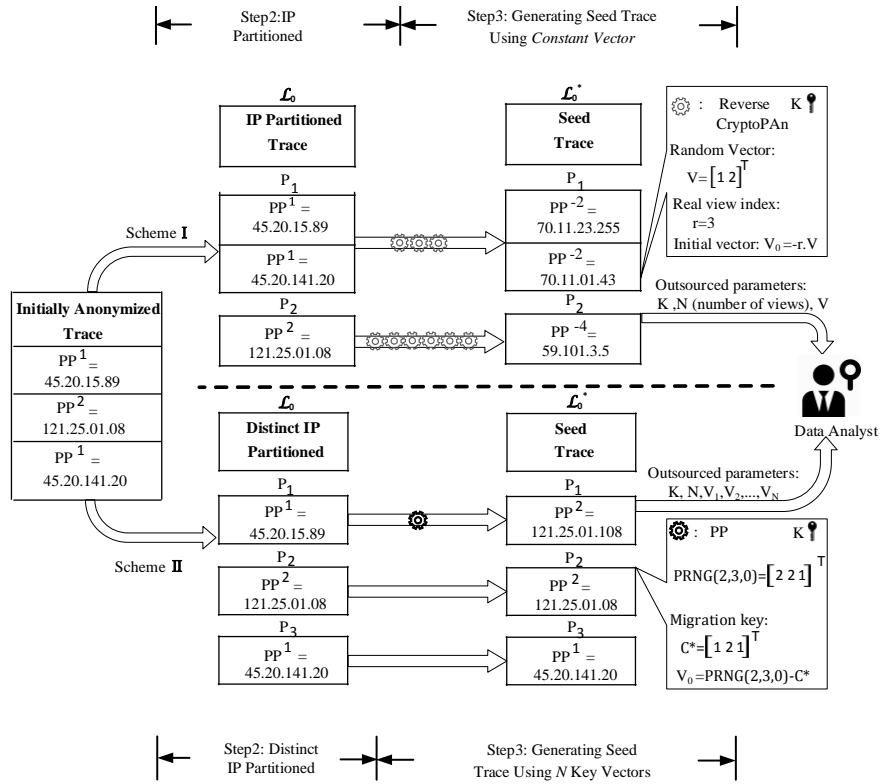 Step2:IP
Partitioned
Step3: Generating Seed Trace
Using Constant Vector
𝓛₀
IP Partitioned
Trace
𝓛₀*
Seed
Trace
⚙ : Reverse K
CryptoPAn
Random Vector:
V=[1 2]ᵀ
Real view index:
r=3
Initial vector: V₀=-r.V
P₁
PP¹ =
45.20.15.89
PP¹ =
45.20.141.20
P₁
PP⁻² =
70.11.23.255
PP⁻² =
70.11.01.43
Scheme I
P₂
PP² =
121.25.01.08
P₂
PP⁻⁴ =
59.101.3.5
Outsourced parameters:
K ,N (number of views), V
Initially Anonymized
Trace
PP¹ =
45.20.15.89
PP² =
121.25.01.08
PP¹ =
45.20.141.20
Data Analyst
𝓛₀
Distinct IP
Partitioned
𝓛₀*
Seed
Trace
Outsourced parameters:
K, N,V₁,V₂,...,V_N
Scheme II
P₁
PP¹ =
45.20.15.89
P₁
PP² =
121.25.01.108
P₂
PP² =
121.25.01.08
P₂
PP² =
121.25.01.08
P₃
PP¹ =
45.20.141.20
P₃
PP¹ =
45.20.141.20
⚙ : PP K
PRNG(2,3,0)=[2 2 1]ᵀ
Migration key:
C*=[1 2 1]ᵀ
V₀=PRNG(2,3,0)-C*
Step2: Distinct
IP Partitioned
Step3: Generating Seed
Trace Using N Key Vectors